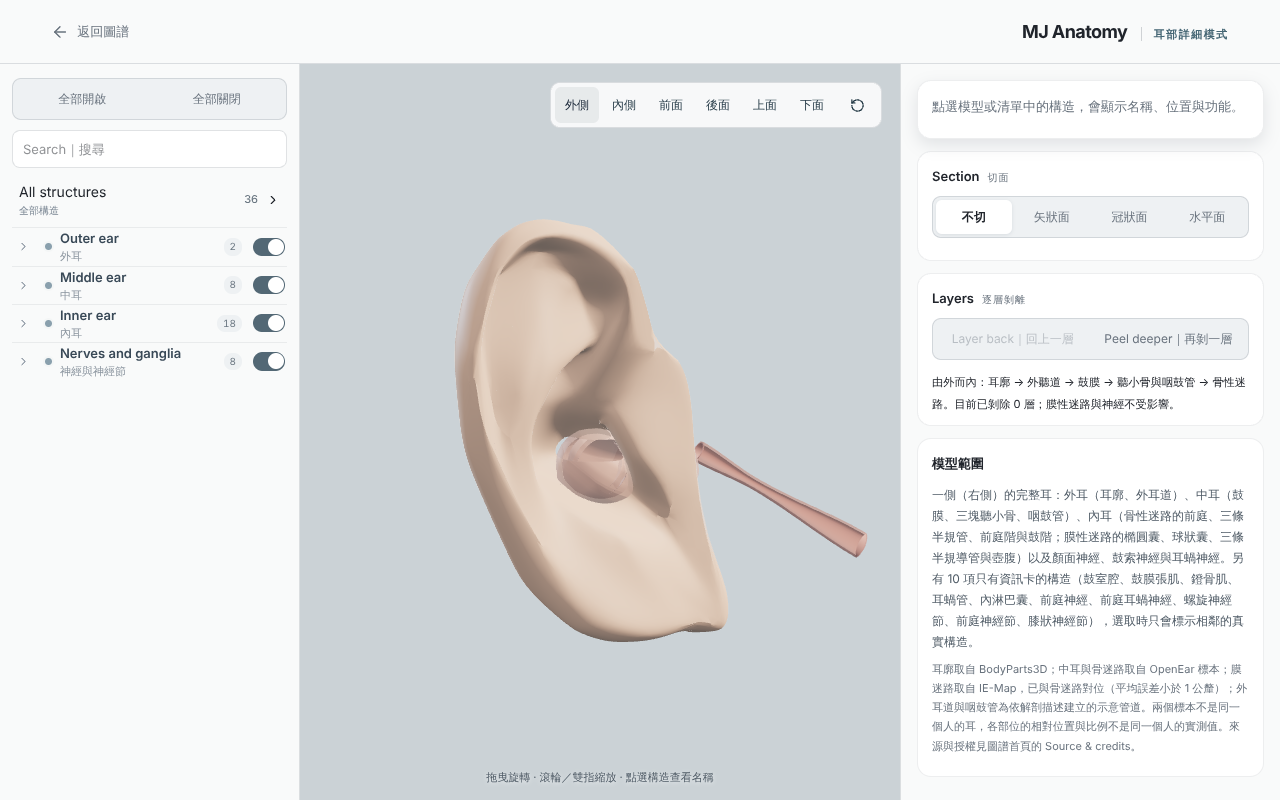 返回圖譜
MJ Anatomy
耳部詳細模式
全部開啟
全部關閉
Search｜搜尋
All structures
全部構造
36
Outer ear
外耳
2
Middle ear
中耳
8
Inner ear
內耳
18
Nerves and ganglia
神經與神經節
8
外側
內側
前面
後面
上面
下面
拖曳旋轉 · 滾輪／雙指縮放 · 點選構造查看名稱
點選模型或清單中的構造，會顯示名稱、位置與功能。
Section 切面
不切
矢狀面
冠狀面
水平面
Layers 逐層剝離
Layer back｜回上一層
Peel deeper｜再剝一層
由外而內：耳廓 → 外聽道 → 鼓膜 → 聽小骨與咽鼓管 → 骨性迷
路。目前已剝除 0 層；膜性迷路與神經不受影響。
模型範圍
一側（右側）的完整耳：外耳（耳廓、外耳道）、中耳（鼓
膜、三塊聽小骨、咽鼓管）、內耳（骨性迷路的前庭、三條
半規管、前庭階與鼓階；膜性迷路的橢圓囊、球狀囊、三條
半規導管與壺腹）以及顏面神經、鼓索神經與耳蝸神經。另
有 10 項只有資訊卡的構造（鼓室腔、鼓膜張肌、鐙骨肌、
耳蝸管、內淋巴囊、前庭神經、前庭耳蝸神經、螺旋神經
節、前庭神經節、膝狀神經節），選取時只會標示相鄰的真
實構造。
耳廓取自 BodyParts3D；中耳與骨迷路取自 OpenEar 標本；膜
迷路取自 IE-Map，已與骨迷路對位（平均誤差小於 1 公釐）；外
耳道與咽鼓管為依解剖描述建立的示意管道。兩個標本不是同一
個人的耳，各部位的相對位置與比例不是同一個人的實測值。來
源與授權見圖譜首頁的 Source & credits。